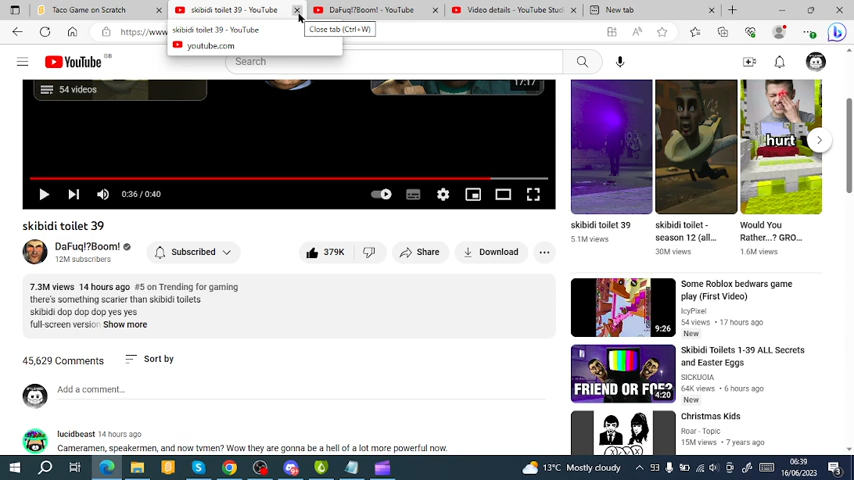 Taco Game on Scratch
skibidi toilet 39 - YouTube
DaFuq!?Boom! - YouTube
Video details - YouTube Stud
New tab
https://www
skibidi toilet 39 - YouTube
youtube.com
Close tab (Ctrl+W)
YouTube GB
Search
54 videos
17:17
0:36 / 0:40
skibidi toilet 39
DaFuq!?Boom!
12M subscribers
Subscribed
379K
Share
Download
7.3M views 14 hours ago #5 on Trending for gaming
there's something scarier than skibidi toilets
skibidi dop dop dop yes yes
full-screen version Show more
45,629 Comments
Sort by
Add a comment...
lucidbeast 14 hours ago
Cameramen, speakermen, and now tvmen? Wow they are gonna be a hell of a lot more powerful now.
hurt
skibidi toilet 39
5.1M views
skibidi toilet -
season 12 (all...
30M views
Would You
Rather...? GRO...
1.6M views
9:26
Some Roblox bedwars game
play (First Video)
IcyPixel
54 views • 17 hours ago
New
FRIEND OR FOE?
4:20
Skibidi Toilets 1-39 ALL Secrets
and Easter Eggs
SICKUOIA
64K views • 6 hours ago
New
Christmas Kids
Roar - Topic
15M views • 7 years ago
13°C Mostly cloudy
93
06:39
16/06/2023
3